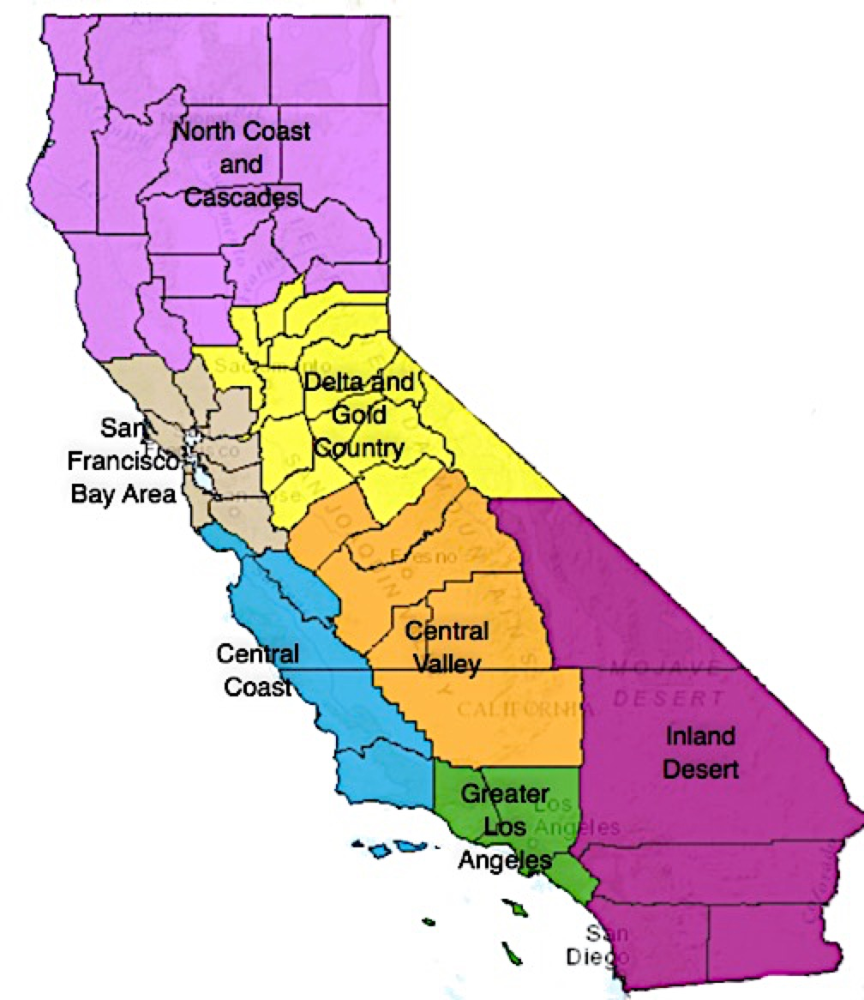 North Coast
and
Cascades
Sacramento
Delta and
Gold
Country
San
Francisco
Bay Area
Fresno
Central
Valley
Central
Coast
MOJAVE
DESERT
CALIFORNIA
Inland
Desert
Greater
Los
Angeles
Los
Angeles
San
Diego